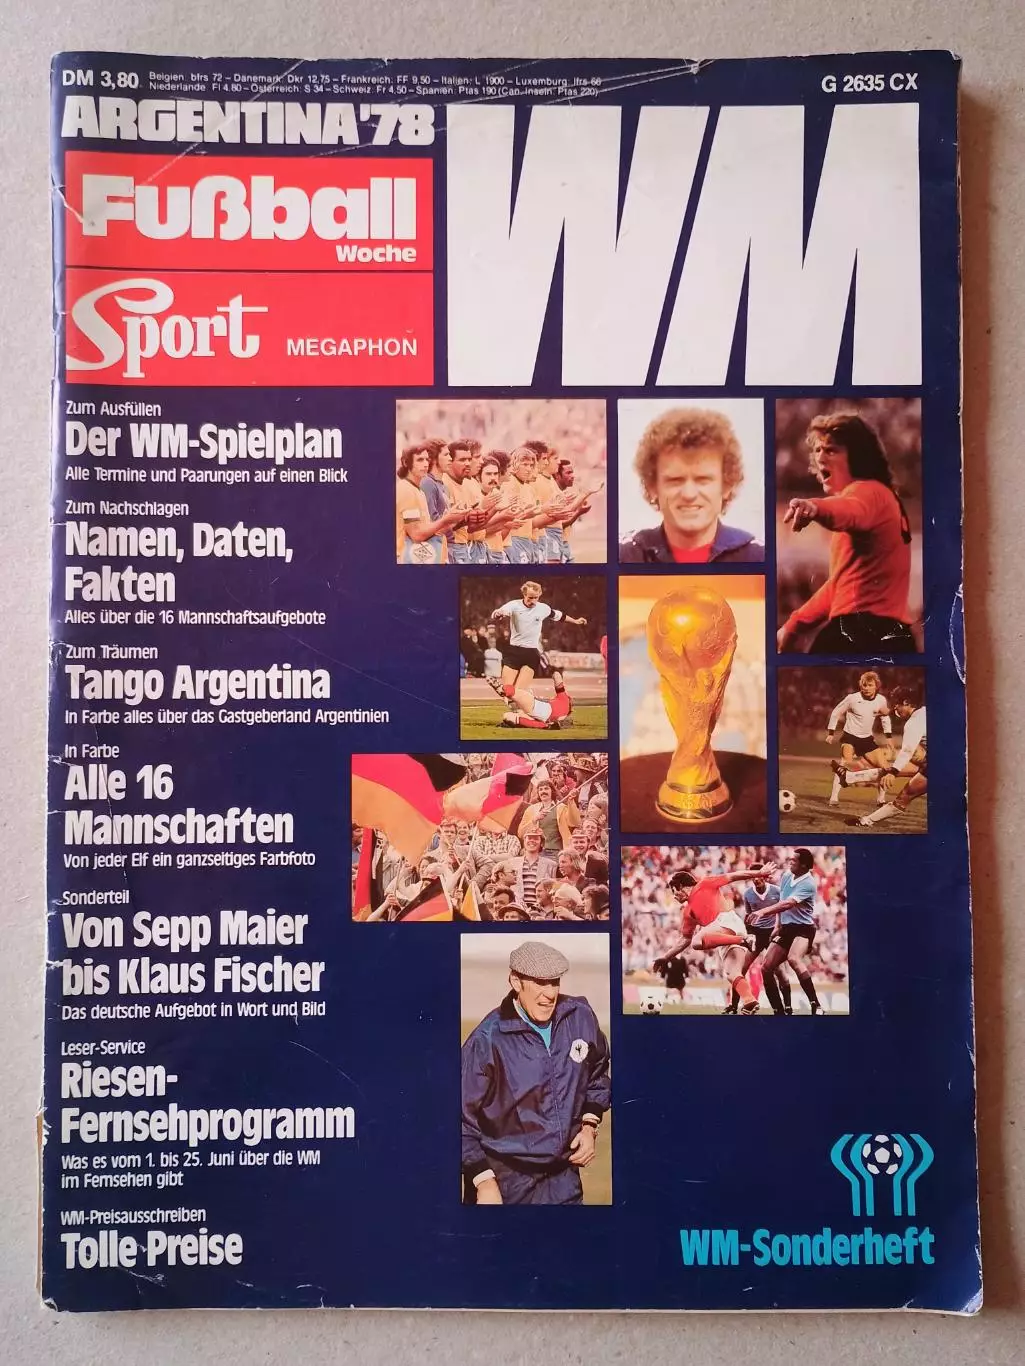 DM 3,80
Belgien: bfrs 72 – Dänemark: Dkr 12,75 – Frankreich: FF 9,50 – Italien: L 1900 – Luxemburg: lfrs 66
Niederlande: Fl 4,80 – Österreich: S 34 – Schweiz: Fr 4,50 – Spanien: Ptas 190 (Can. Inseln: Ptas 220)
G 2635 CX
ARGENTINA '78
WM
Fußball
Woche
Sport MEGAPHON
Zum Ausfüllen
Der WM-Spielplan
Alle Termine und Paarungen auf einen Blick
Zum Nachschlagen
Namen, Daten,
Fakten
Alles über die 16 Mannschaftsaufgebote
Zum Träumen
Tango Argentina
In Farbe alles über das Gastgeberland Argentinien
In Farbe
Alle 16
Mannschaften
Von jeder Elf ein ganzseitiges Farbfoto
Sonderteil
Von Sepp Maier
bis Klaus Fischer
Das deutsche Aufgebot in Wort und Bild
Leser-Service
Riesen-
Fernsehprogramm
Was es vom 1. bis 25. Juni über die WM
im Fernsehen gibt
WM-Preisausschreiben
Tolle Preise
WM-Sonderheft